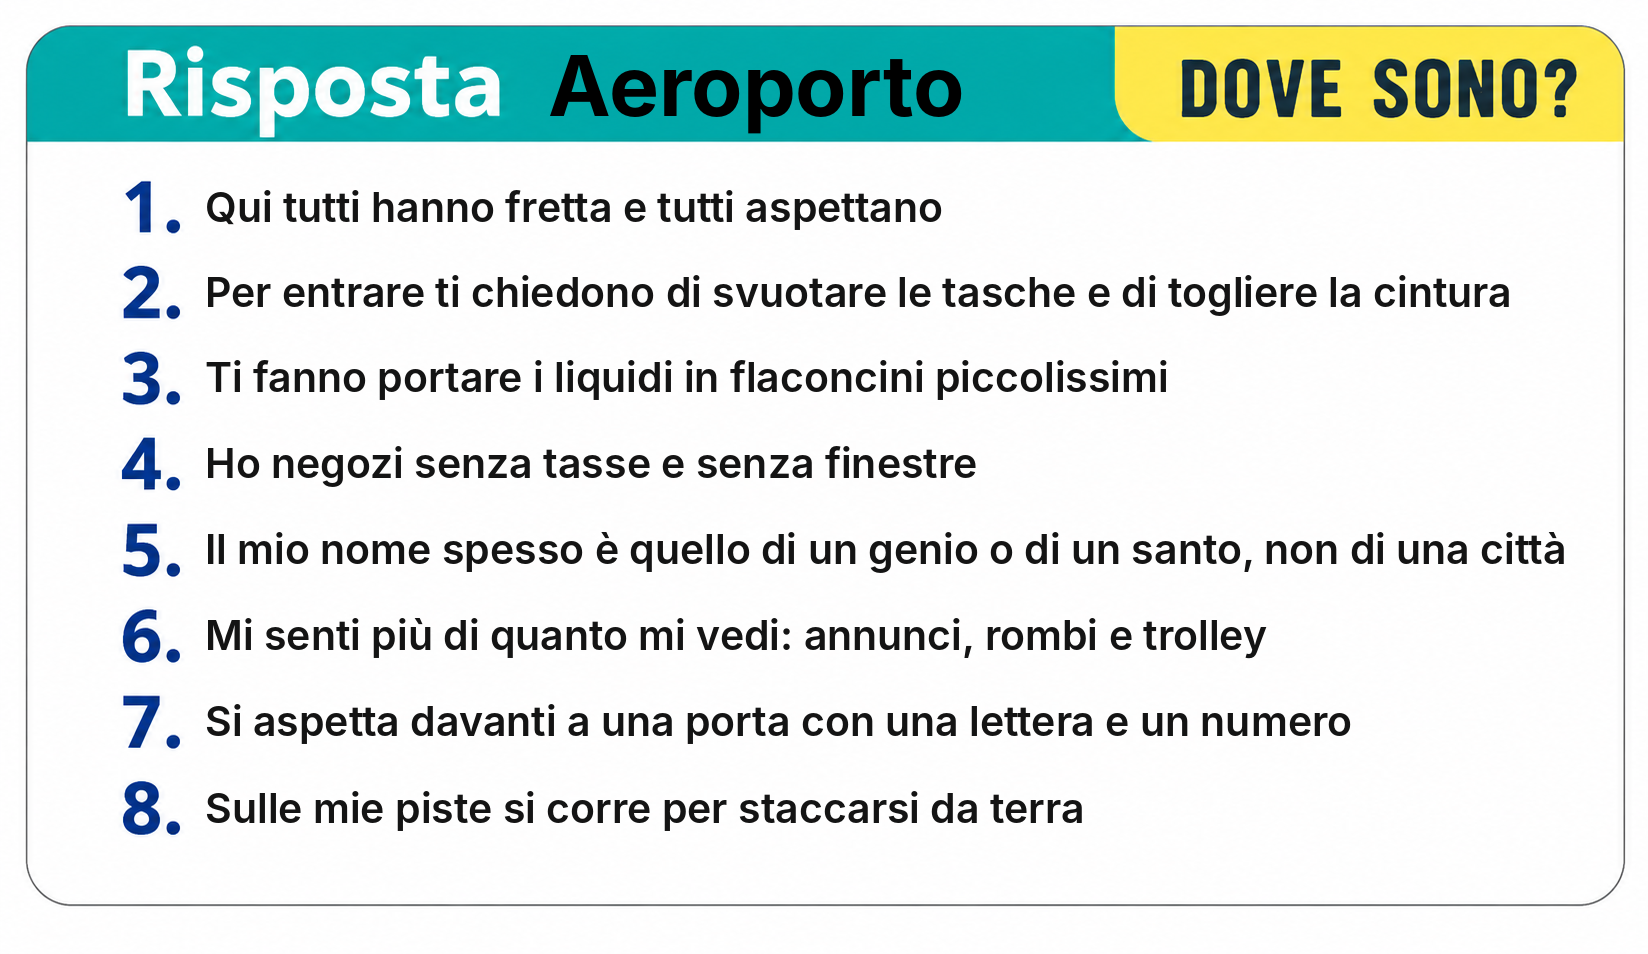 Risposta Aeroporto
DOVE SONO?
1. Qui tutti hanno fretta e tutti aspettano
2. Per entrare ti chiedono di svuotare le tasche e di togliere la cintura
3. Ti fanno portare i liquidi in flaconcini piccolissimi
4. Ho negozi senza tasse e senza finestre
5. Il mio nome spesso è quello di un genio o di un santo, non di una città
6. Mi senti più di quanto mi vedi: annunci, rombi e trolley
7. Si aspetta davanti a una porta con una lettera e un numero
8. Sulle mie piste si corre per staccarsi da terra